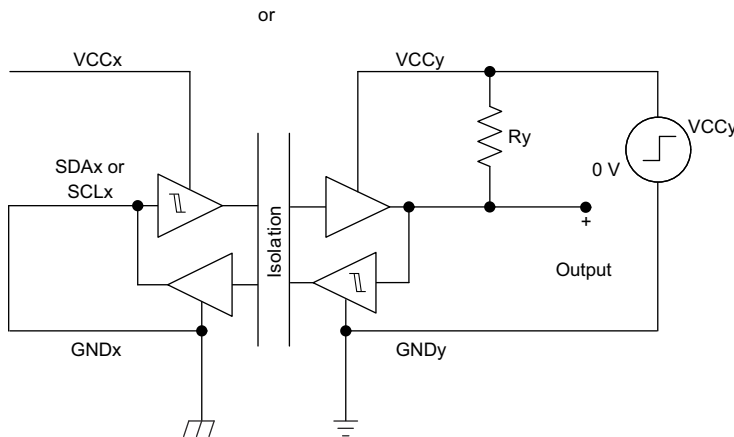 or
VCCx
VCCy
VCCy
Ry
0 V
SDAx or
SCLx
Isolation
+
Output
GNDx
GNDy